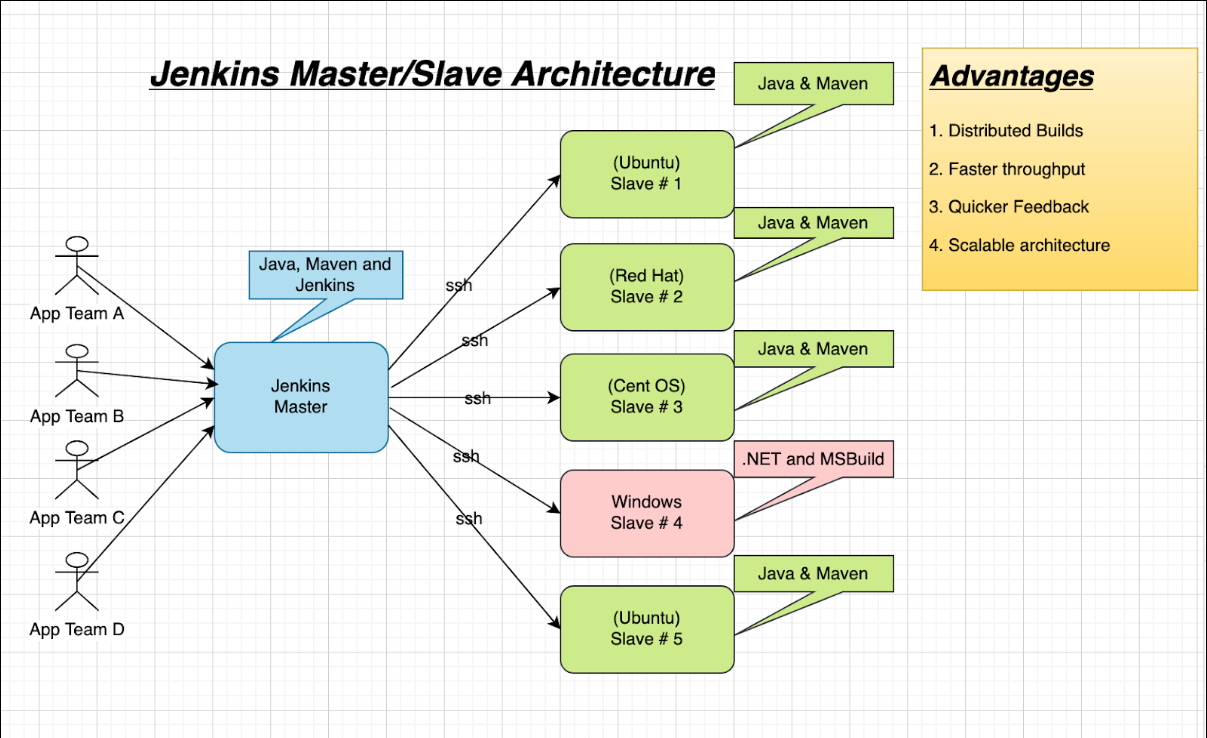 Jenkins Master/Slave Architecture
Java & Maven
Advantages
1. Distributed Builds
2. Faster throughput
3. Quicker Feedback
4. Scalable architecture
(Ubuntu)
Slave # 1
Java & Maven
(Red Hat)
Slave # 2
Java & Maven
(Cent OS)
Slave # 3
.NET and MSBuild
Windows
Slave # 4
Java & Maven
(Ubuntu)
Slave # 5
ssh
ssh
ssh
ssh
ssh
Java, Maven and
Jenkins
Jenkins
Master
App Team A
App Team B
App Team C
App Team D